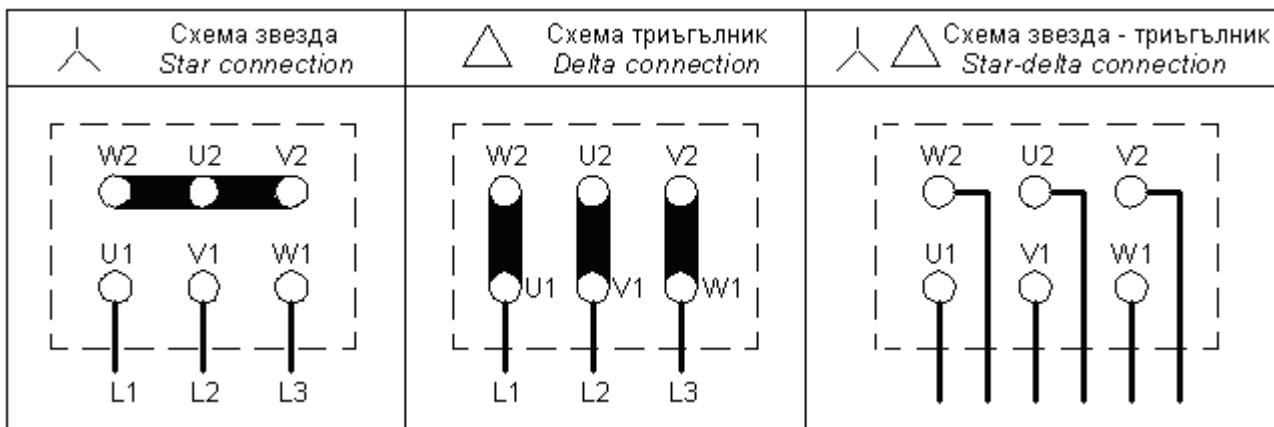 Схема звезда
Star connection
Схема триъгълник
Delta connection
Схема звезда - триъгълник
Star-delta connection
W2 U2 V2
U1 V1 W1
L1 L2 L3
W2 U2 V2
U1 V1 W1
L1 L2 L3
W2 U2 V2
U1 V1 W1